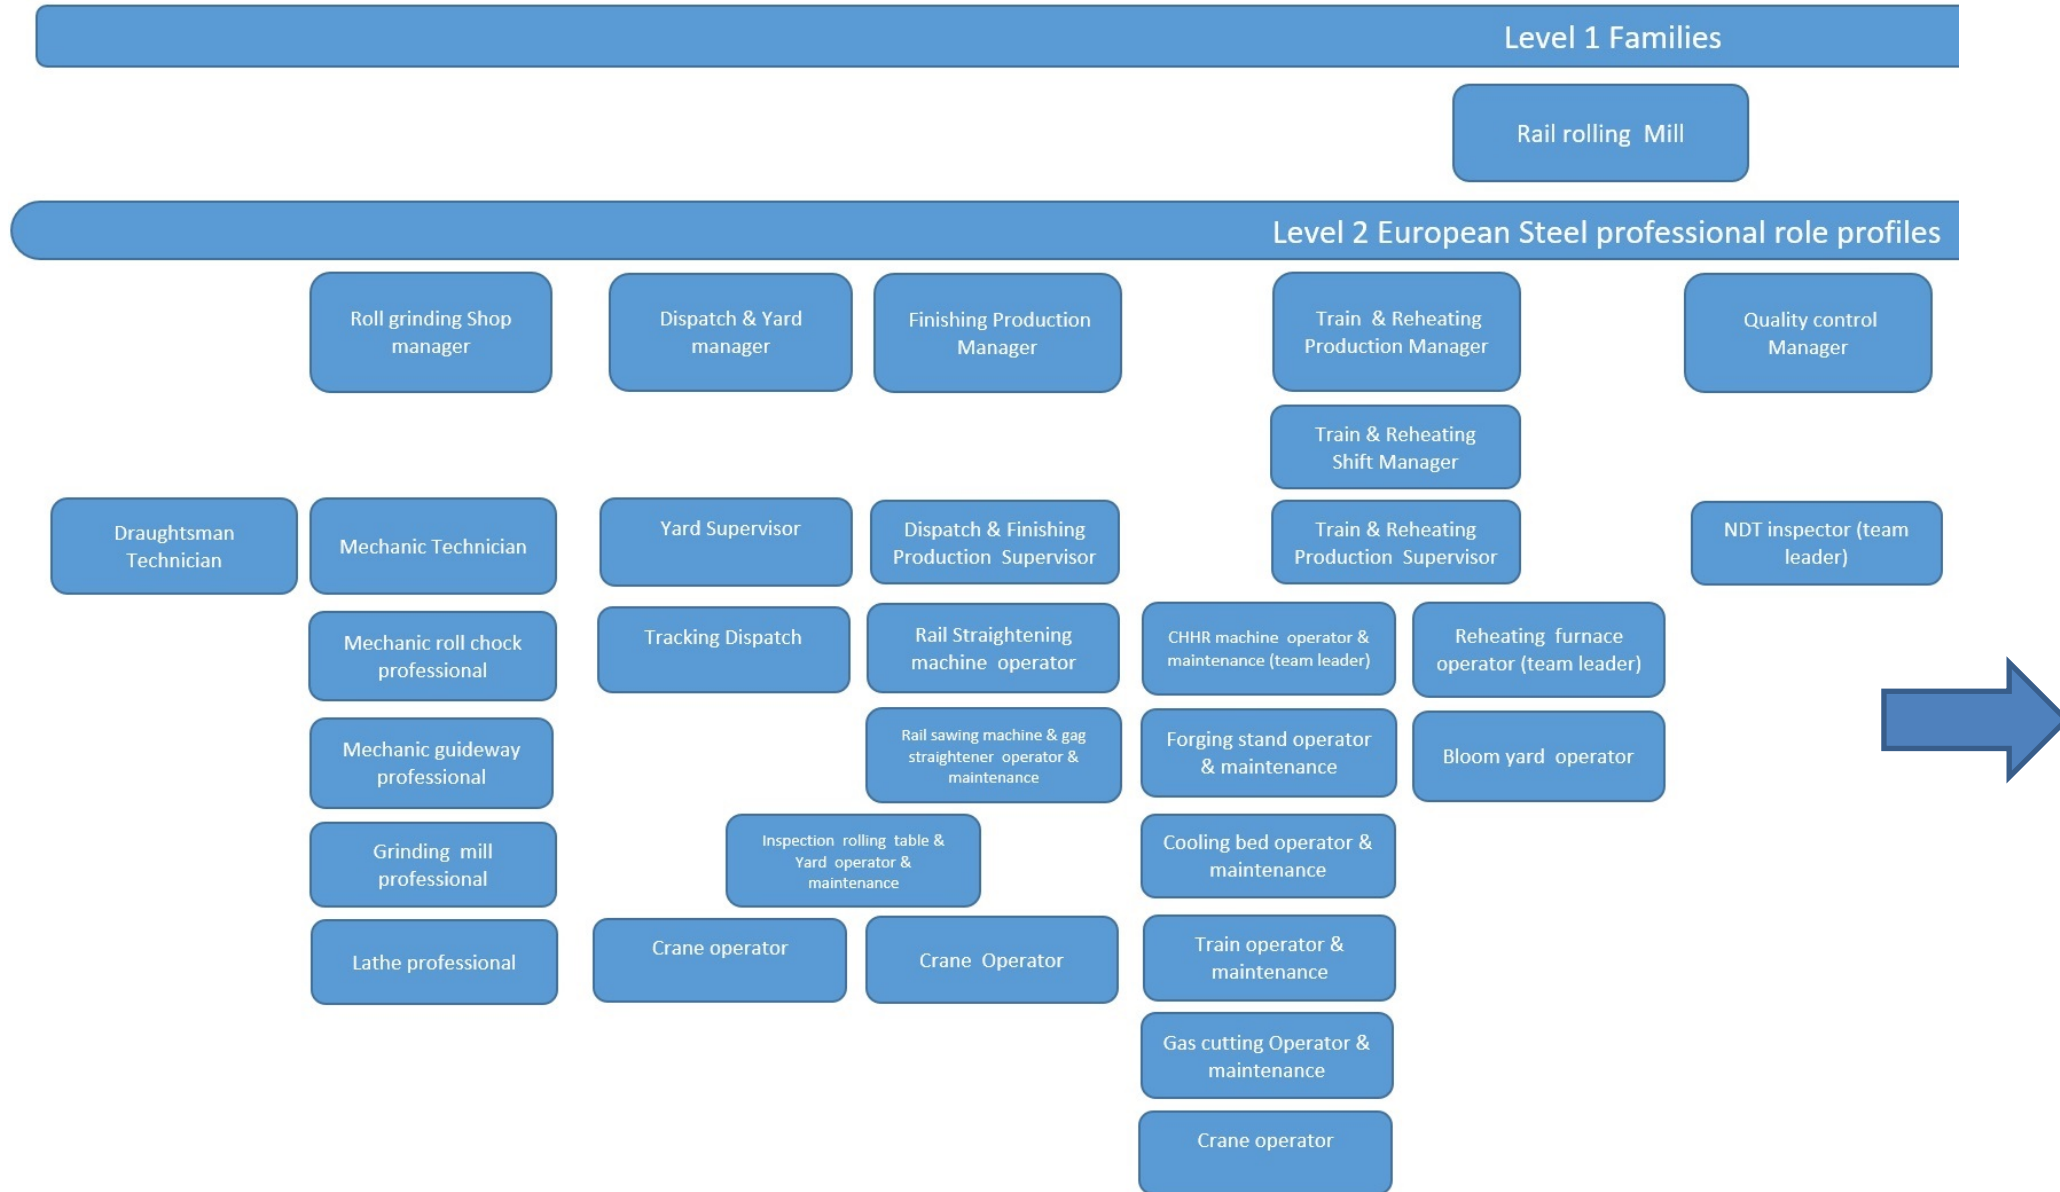 Level 1 Families
Rail rolling Mill
Level 2 European Steel professional role profiles
Roll grinding Shop
manager
Dispatch & Yard
manager
Finishing Production
Manager
Train & Reheating
Production Manager
Quality control
Manager
Train & Reheating
Shift Manager
Draughtsman
Technician
Mechanic Technician
Yard Supervisor
Dispatch & Finishing
Production Supervisor
Train & Reheating
Production Supervisor
NDT inspector (team
leader)
Mechanic roll chock
professional
Tracking Dispatch
Rail Straightening
machine operator
CHHR machine operator &
maintenance (team leader)
Reheating furnace
operator (team leader)
Mechanic guideway
professional
Rail sawing machine & gag
straightener operator &
maintenance
Forging stand operator
& maintenance
Bloom yard operator
Grinding mill
professional
Inspection rolling table &
Yard operator &
maintenance
Cooling bed operator &
maintenance
Lathe professional
Crane operator
Crane Operator
Train operator &
maintenance
Gas cutting Operator &
maintenance
Crane operator